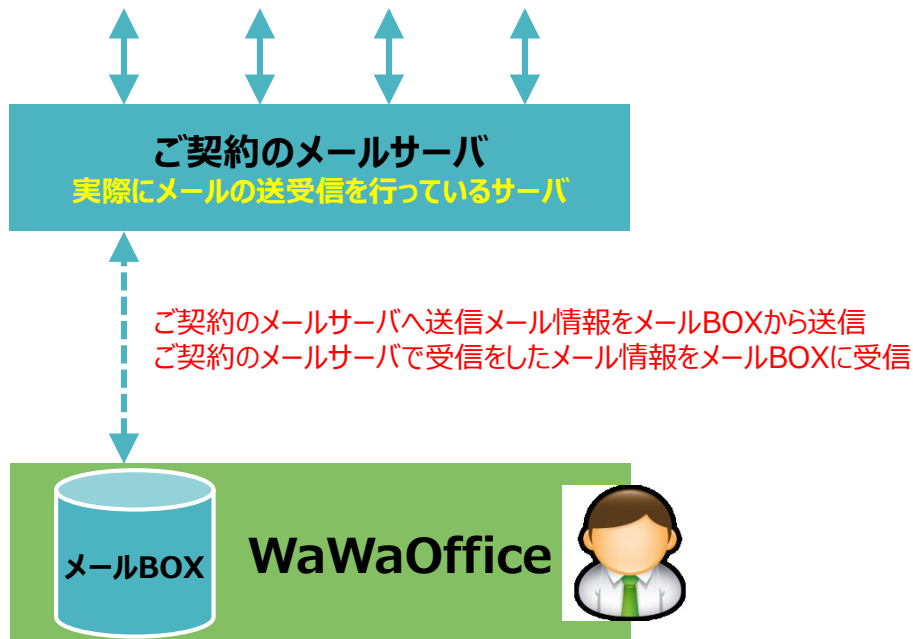 ご契約のメールサーバ
実際にメールの送受信を行っているサーバ
ご契約のメールサーバへ送信メール情報をメールBOXから送信
ご契約のメールサーバで受信をしたメール情報をメールBOXに受信
メールBOX
WaWaOffice